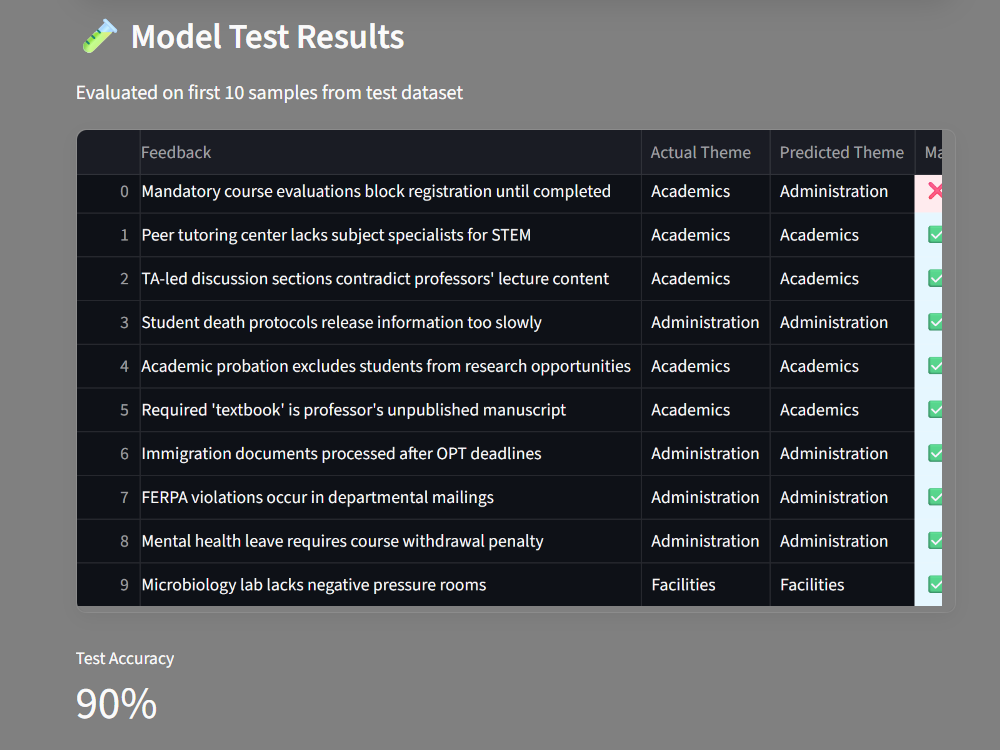 Model Test Results
Evaluated on first 10 samples from test dataset
Feedback Actual Theme Predicted Theme
0 Mandatory course evaluations block registration until completed Academics Administration
1 Peer tutoring center lacks subject specialists for STEM Academics Academics
2 TA-led discussion sections contradict professors' lecture content Academics Academics
3 Student death protocols release information too slowly Administration Administration
4 Academic probation excludes students from research opportunities Academics Academics
5 Required 'textbook' is professor's unpublished manuscript Academics Academics
6 Immigration documents processed after OPT deadlines Administration Administration
7 FERPA violations occur in departmental mailings Administration Administration
8 Mental health leave requires course withdrawal penalty Administration Administration
9 Microbiology lab lacks negative pressure rooms Facilities Facilities
Test Accuracy
90%